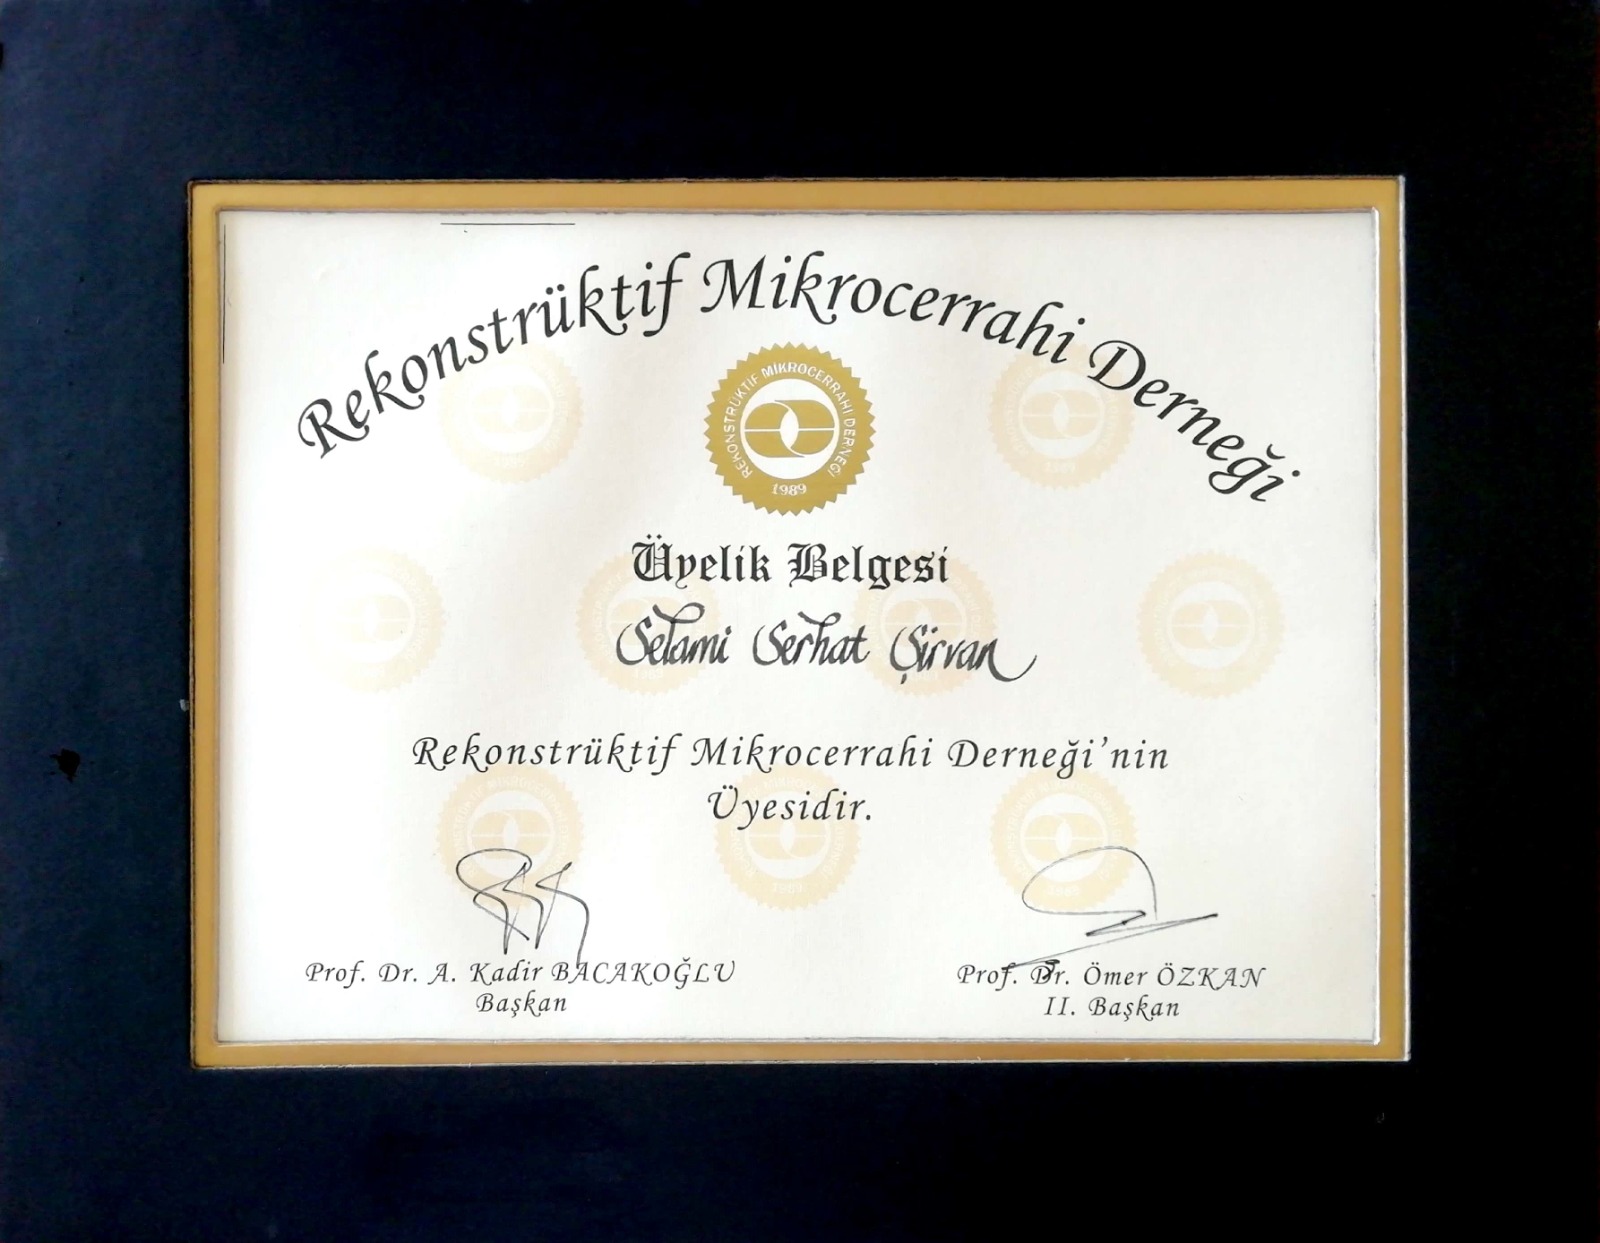 Rekonstrüktif Mikrocerrahi Derneği
REKONSTRÜKTİF MİKROCERRAHİ DERNEĞİ
1989
Üyelik Belgesi
Selami Serhat Şirvan
Rekonstrüktif Mikrocerrahi Derneği'nin
Üyesidir.
Prof. Dr. A. Kadir BACAKOĞLU
Başkan
Prof. Dr. Ömer ÖZKAN
II. Başkan